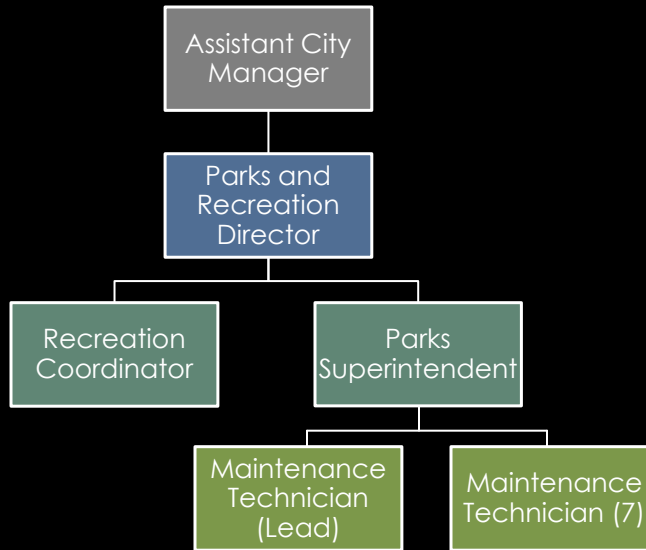 Assistant City
Manager
Parks and
Recreation
Director
Recreation
Coordinator
Parks
Superintendent
Maintenance
Technician
(Lead)
Maintenance
Technician (7)